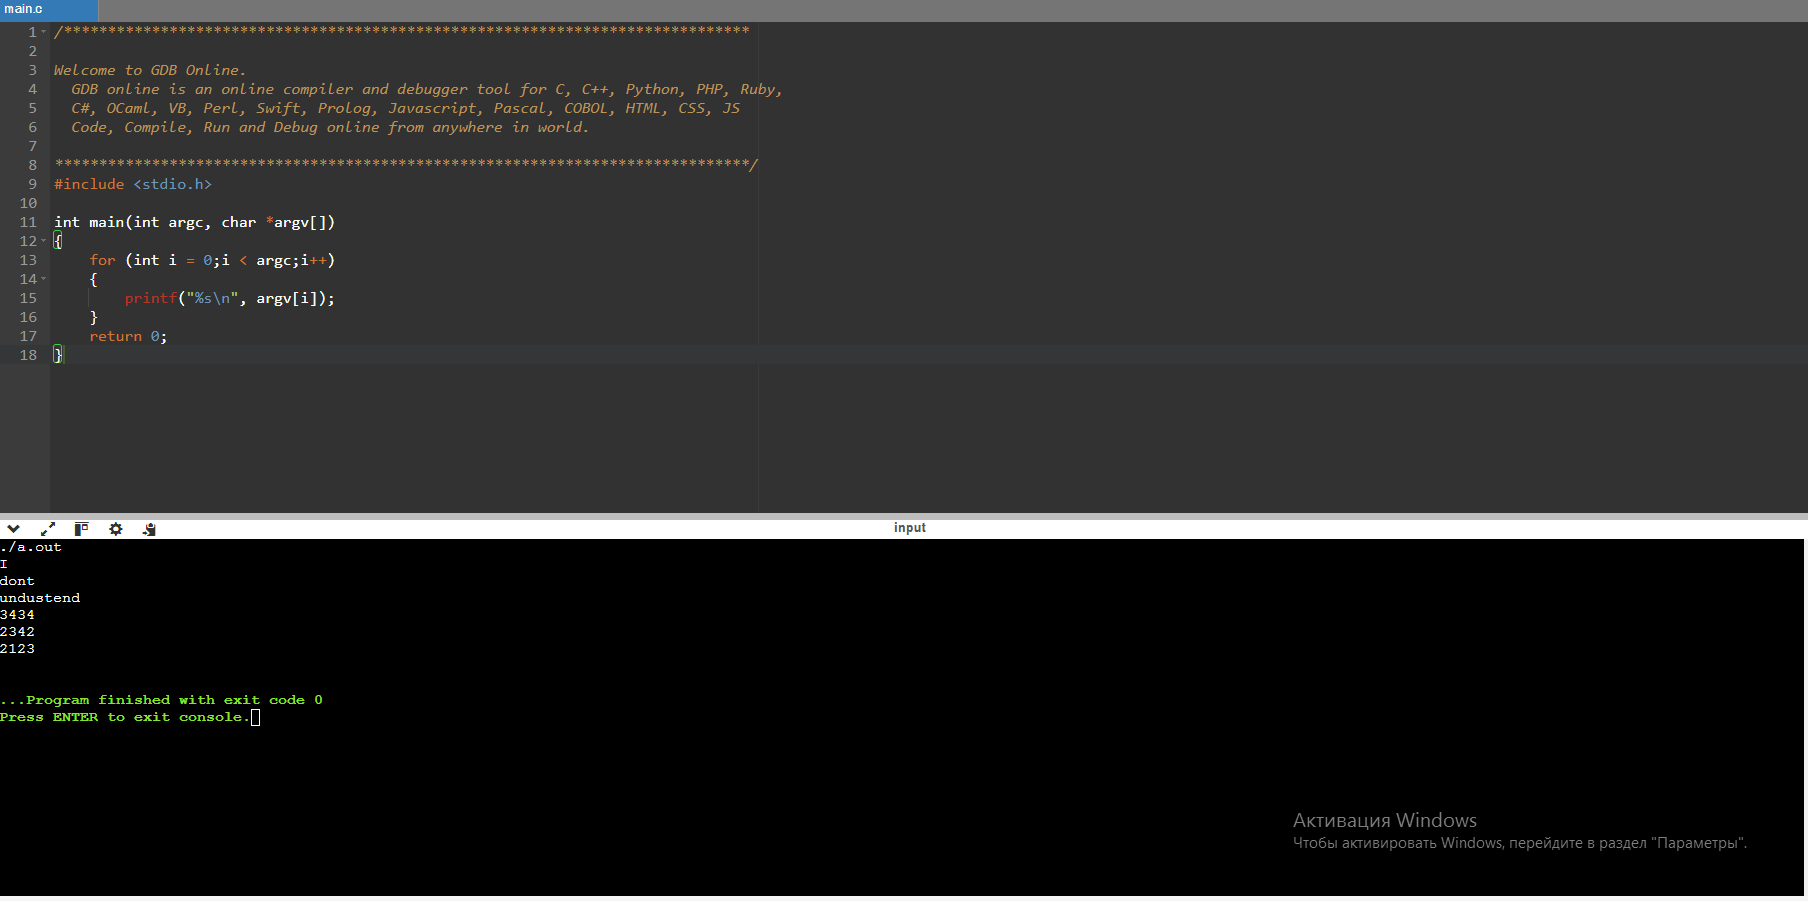 main.c
1 /******************************************************************************
2
3 Welcome to GDB Online.
4   GDB online is an online compiler and debugger tool for C, C++, Python, PHP, Ruby,
5   C#, OCaml, VB, Perl, Swift, Prolog, Javascript, Pascal, COBOL, HTML, CSS, JS
6   Code, Compile, Run and Debug online from anywhere in world.
7
8 *******************************************************************************/
9 #include <stdio.h>
10
11 int main(int argc, char *argv[])
12 {
13     for (int i = 0;i < argc;i++)
14     {
15         printf("%s\n", argv[i]);
16     }
17     return 0;
18 }
input
./a.out
I
dont
undustend
3434
2342
2123
...Program finished with exit code 0
Press ENTER to exit console.
Активация Windows
Чтобы активировать Windows, перейдите в раздел "Параметры".